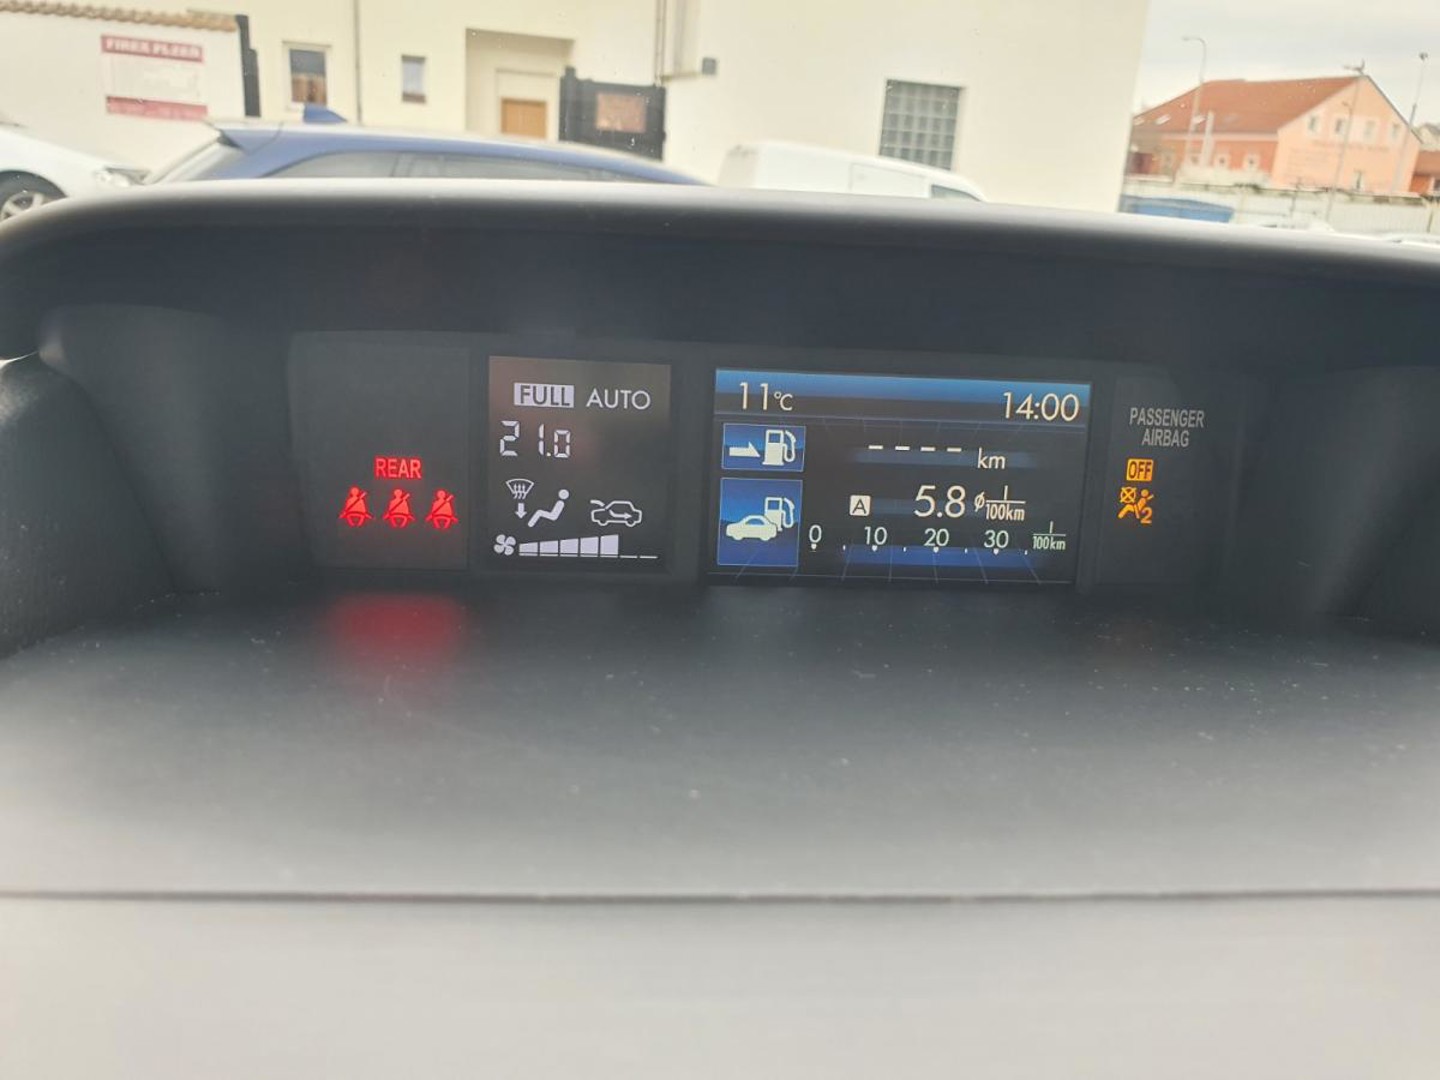 REAR
FULL AUTO
21.0
11°C 14:00
---- km
A 5.8 ø l/100km
0 10 20 30 l/100km
PASSENGER
AIRBAG
OFF
2